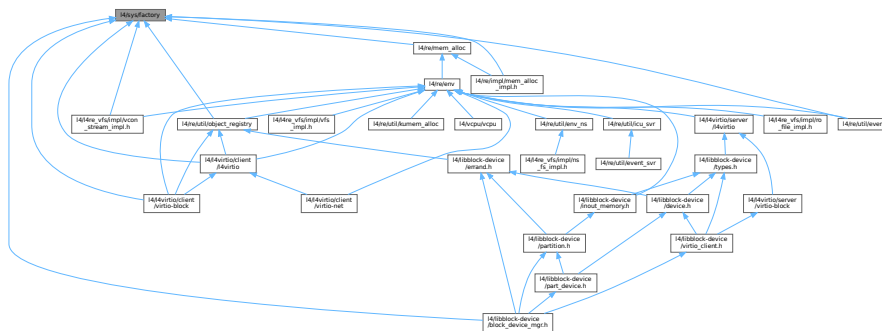 l4/sys/factory
l4/re/mem_alloc
l4/re/env
l4/re/impl/mem_alloc
_impl.h
l4/l4re_vfs/impl/vcon
_stream_impl.h
l4/re/util/object_registry
l4/l4re_vfs/impl/vfs
_impl.h
l4/re/util/kumem_alloc
l4/vcpu/vcpu
l4/re/util/env_ns
l4/re/util/icu_svr
l4/l4virtio/server
/l4virtio
l4/l4re_vfs/impl/ro
_file_impl.h
l4/re/util/event
l4/l4virtio/client
/l4virtio
l4/libblock-device
/errand.h
l4/l4re_vfs/impl/ns
_fs_impl.h
l4/re/util/event_svr
l4/libblock-device
/types.h
l4/l4virtio/client
/virtio-block
l4/l4virtio/client
/virtio-net
l4/libblock-device
/inout_memory.h
l4/libblock-device
/device.h
l4/l4virtio/server
/virtio-block
l4/libblock-device
/partition.h
l4/libblock-device
/virtio_client.h
l4/libblock-device
/part_device.h
l4/libblock-device
/block_device_mgr.h